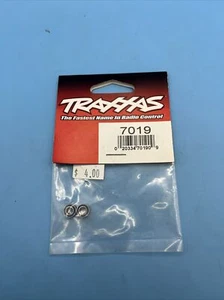 TRAXXAS
The Fastest Name in Radio Control
7019
0 20334 70190 9
$ 4.00